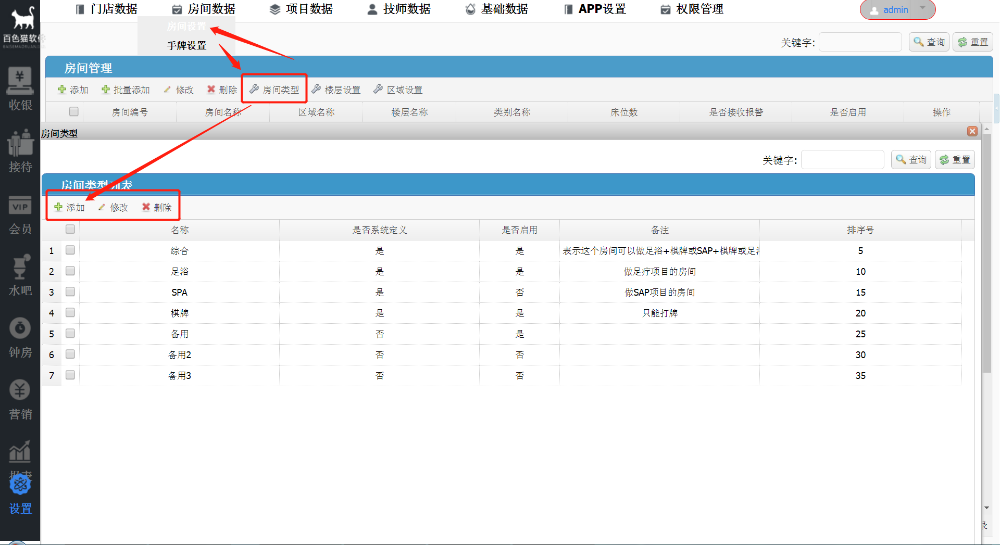 门店数据 房间数据 项目数据 技师数据 基础数据 APP设置 权限管理 admin
房间设置
手牌设置
百色猫软件
BAISEMAORUANJIAN
关键字: 查询 重置
房间管理
添加 批量添加 修改 删除 房间类型 楼层设置 区域设置
房间编号 房间名称 区域名称 楼层名称 类别名称 床位数 是否接收报警 是否启用 操作
房间类型
关键字: 查询 重置
房间类型列表
添加 修改 删除
名称 是否系统定义 是否启用 备注 排序号
1 综合 是 是 表示这个房间可以做足浴+棋牌或SAP+棋牌或足浴 5
2 足浴 是 是 做足疗项目的房间 10
3 SPA 是 否 做SAP项目的房间 15
4 棋牌 是 是 只能打牌 20
5 备用 否 是 25
6 备用2 否 否 30
7 备用3 否 否 35
收银
接待
VIP
会员
水吧
钟房
营销
报表
设置
录